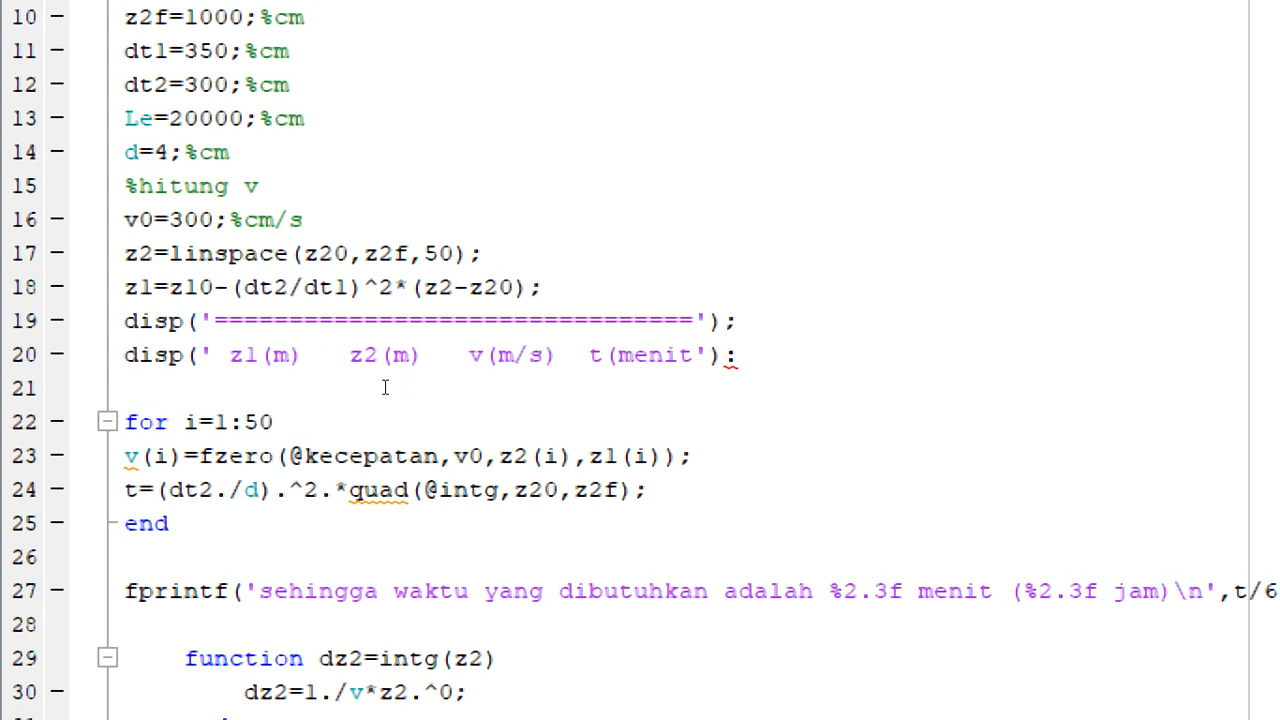 10 - z2f=1000;%cm
11 - dt1=350;%cm
12 - dt2=300;%cm
13 - Le=20000;%cm
14 - d=4;%cm
15 %hitung v
16 - v0=300;%cm/s
17 - z2=linspace(z20,z2f,50);
18 - z1=z10-(dt2/dt1)^2*(z2-z20);
19 - disp('================================');
20 - disp(' z1(m)   z2(m)   v(m/s)  t(menit'):
21
22 - for i=1:50
23 - v(i)=fzero(@kecepatan,v0,z2(i),z1(i));
24 - t=(dt2./d).^2.*quad(@intg,z20,z2f);
25 - end
26
27 - fprintf('sehingga waktu yang dibutuhkan adalah %2.3f menit (%2.3f jam)\n',t/6
28
29     function dz2=intg(z2)
30 -         dz2=1./v*z2.^0;